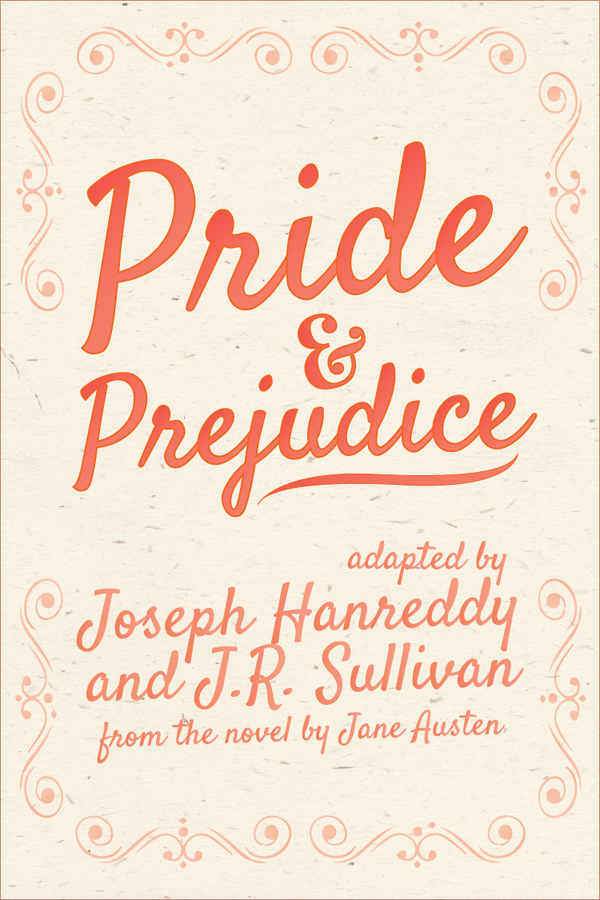 Pride
&
Prejudice
adapted by
Joseph Hanreddy
and J.R. Sullivan
from the novel by Jane Austen